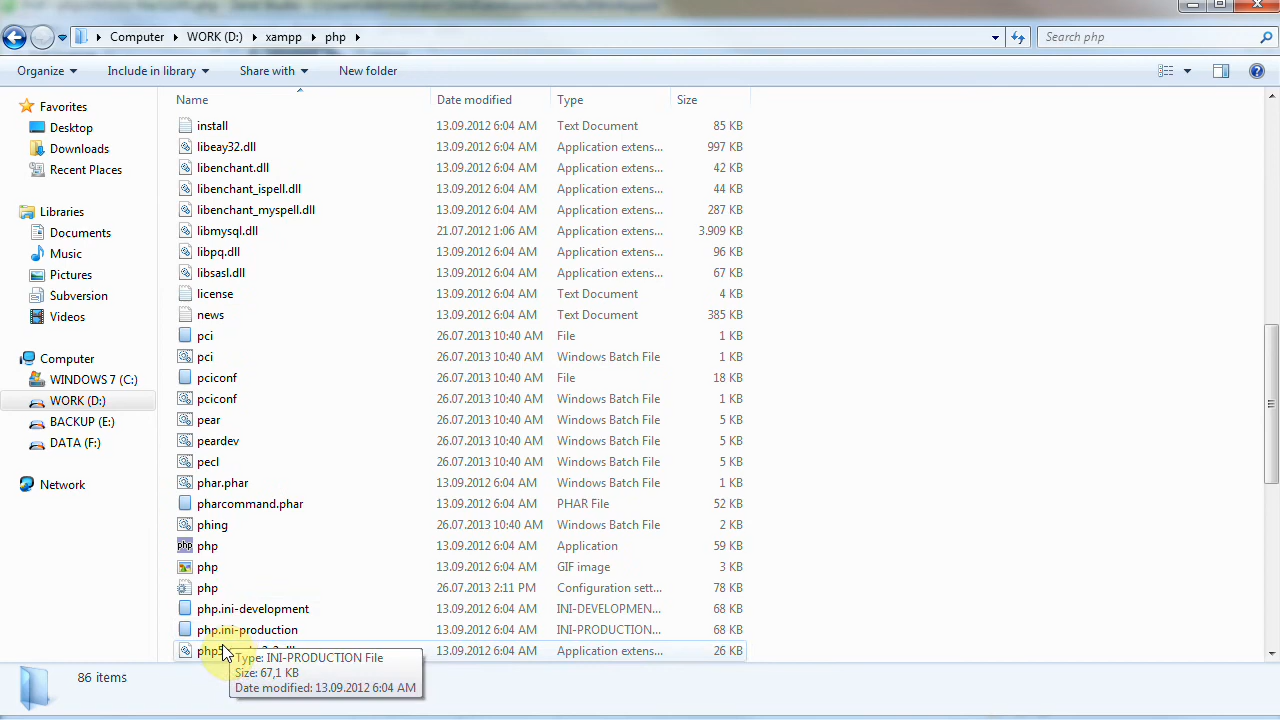 Computer WORK (D:) xampp php Search php
Organize Include in library Share with New folder
Name Date modified Type Size
Favorites
Desktop
Downloads
Recent Places
Libraries
Documents
Music
Pictures
Subversion
Videos
Computer
WINDOWS 7 (C:)
WORK (D:)
BACKUP (E:)
DATA (F:)
Network
install 13.09.2012 6:04 AM Text Document 85 KB
libeay32.dll 13.09.2012 6:04 AM Application extens... 997 KB
libenchant.dll 13.09.2012 6:04 AM Application extens... 42 KB
libenchant_ispell.dll 13.09.2012 6:04 AM Application extens... 44 KB
libenchant_myspell.dll 13.09.2012 6:04 AM Application extens... 287 KB
libmysql.dll 21.07.2012 1:06 AM Application extens... 3.909 KB
libpq.dll 13.09.2012 6:04 AM Application extens... 96 KB
libsasl.dll 13.09.2012 6:04 AM Application extens... 67 KB
license 13.09.2012 6:04 AM Text Document 4 KB
news 13.09.2012 6:04 AM Text Document 385 KB
pci 26.07.2013 10:40 AM File 1 KB
pci 26.07.2013 10:40 AM Windows Batch File 1 KB
pciconf 26.07.2013 10:40 AM File 18 KB
pciconf 26.07.2013 10:40 AM Windows Batch File 1 KB
pear 26.07.2013 10:40 AM Windows Batch File 5 KB
peardev 26.07.2013 10:40 AM Windows Batch File 5 KB
pecl 26.07.2013 10:40 AM Windows Batch File 5 KB
phar.phar 13.09.2012 6:04 AM Windows Batch File 1 KB
pharcommand.phar 13.09.2012 6:04 AM PHAR File 52 KB
phing 26.07.2013 10:40 AM Windows Batch File 2 KB
php 13.09.2012 6:04 AM Application 59 KB
php 13.09.2012 6:04 AM GIF image 3 KB
php 26.07.2013 2:11 PM Configuration sett... 78 KB
php.ini-development 13.09.2012 6:04 AM INI-DEVELOPMEN... 68 KB
php.ini-production 13.09.2012 6:04 AM INI-PRODUCTION... 68 KB
13.09.2012 6:04 AM Application extens... 26 KB
Type: INI-PRODUCTION File
Size: 67,1 KB
Date modified: 13.09.2012 6:04 AM
86 items